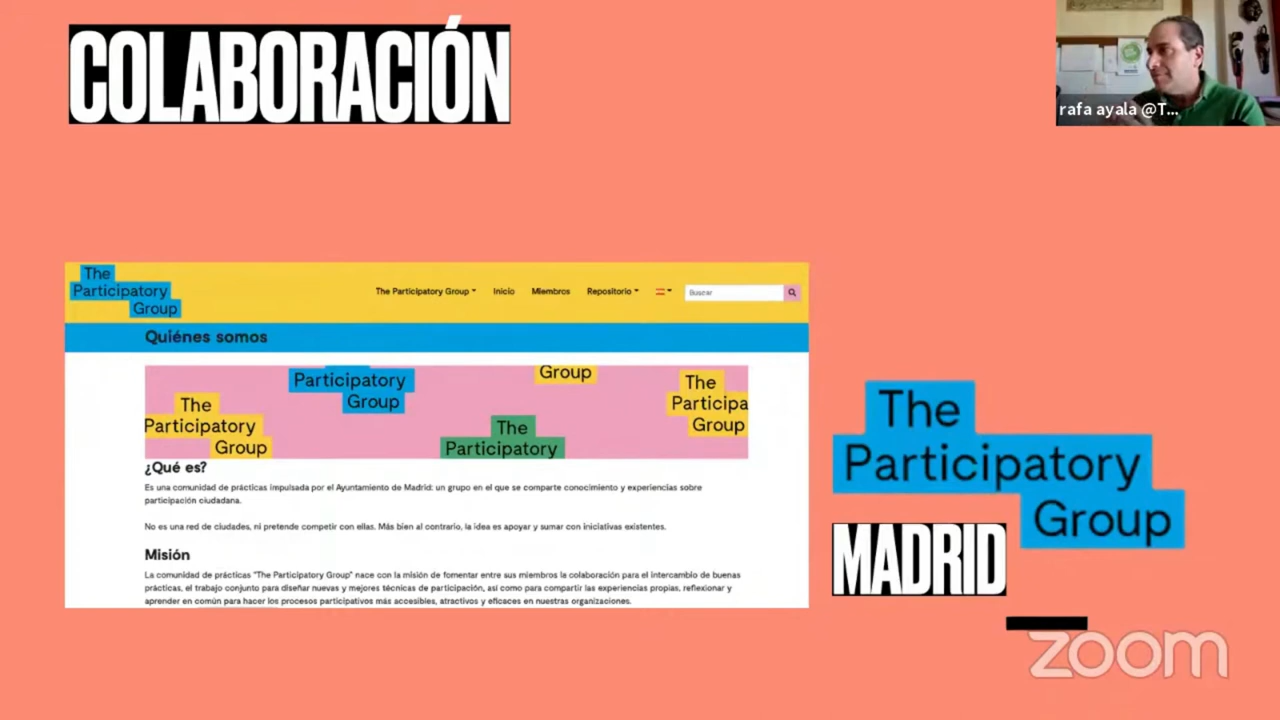 COLABORACIÓN
rafa ayala @T...
The
Participatory
Group
The Participatory Group
Inicio
Miembros
Repositorio
Buscar
Quiénes somos
The
Participatory
Group
Participatory
Group
Group
The
Participatory
The
Participa
Group
¿Qué es?
Es una comunidad de prácticas impulsada por el Ayuntamiento de Madrid: un grupo en el que se comparte conocimiento y experiencias sobre
participación ciudadana.
No es una red de ciudades, ni pretende competir con ellas. Más bien al contrario, la idea es apoyar y sumar con iniciativas existentes.
Misión
La comunidad de prácticas "The Participatory Group" nace con la misión de fomentar entre sus miembros la colaboración para el intercambio de buenas
prácticas, el trabajo conjunto para diseñar nuevas y mejores técnicas de participación, así como para compartir las experiencias propias, reflexionar y
aprender en común para hacer los procesos participativos más accesibles, atractivos y eficaces en nuestras organizaciones.
The
Participatory
Group
MADRID
zoom